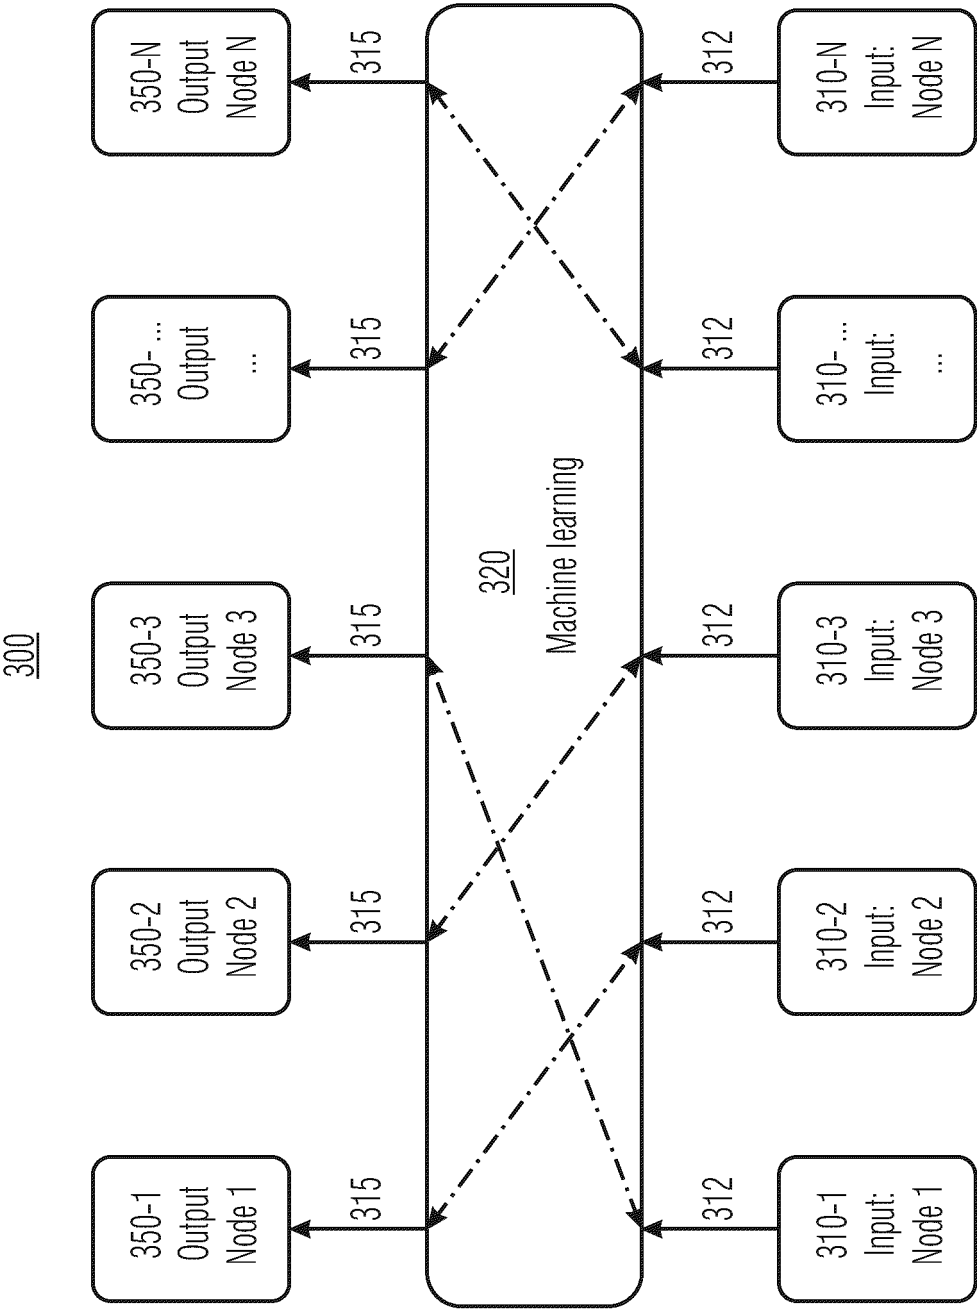 300
350-1
Output
Node 1
350-2
Output
Node 2
350-3
Output
Node 3
350- ...
Output
...
350-N
Output
Node N
315
315
315
315
315
320
Machine learning
312
312
312
312
312
310-1
Input:
Node 1
310-2
Input:
Node 2
310-3
Input:
Node 3
310- ...
Input:
...
310-N
Input:
Node N